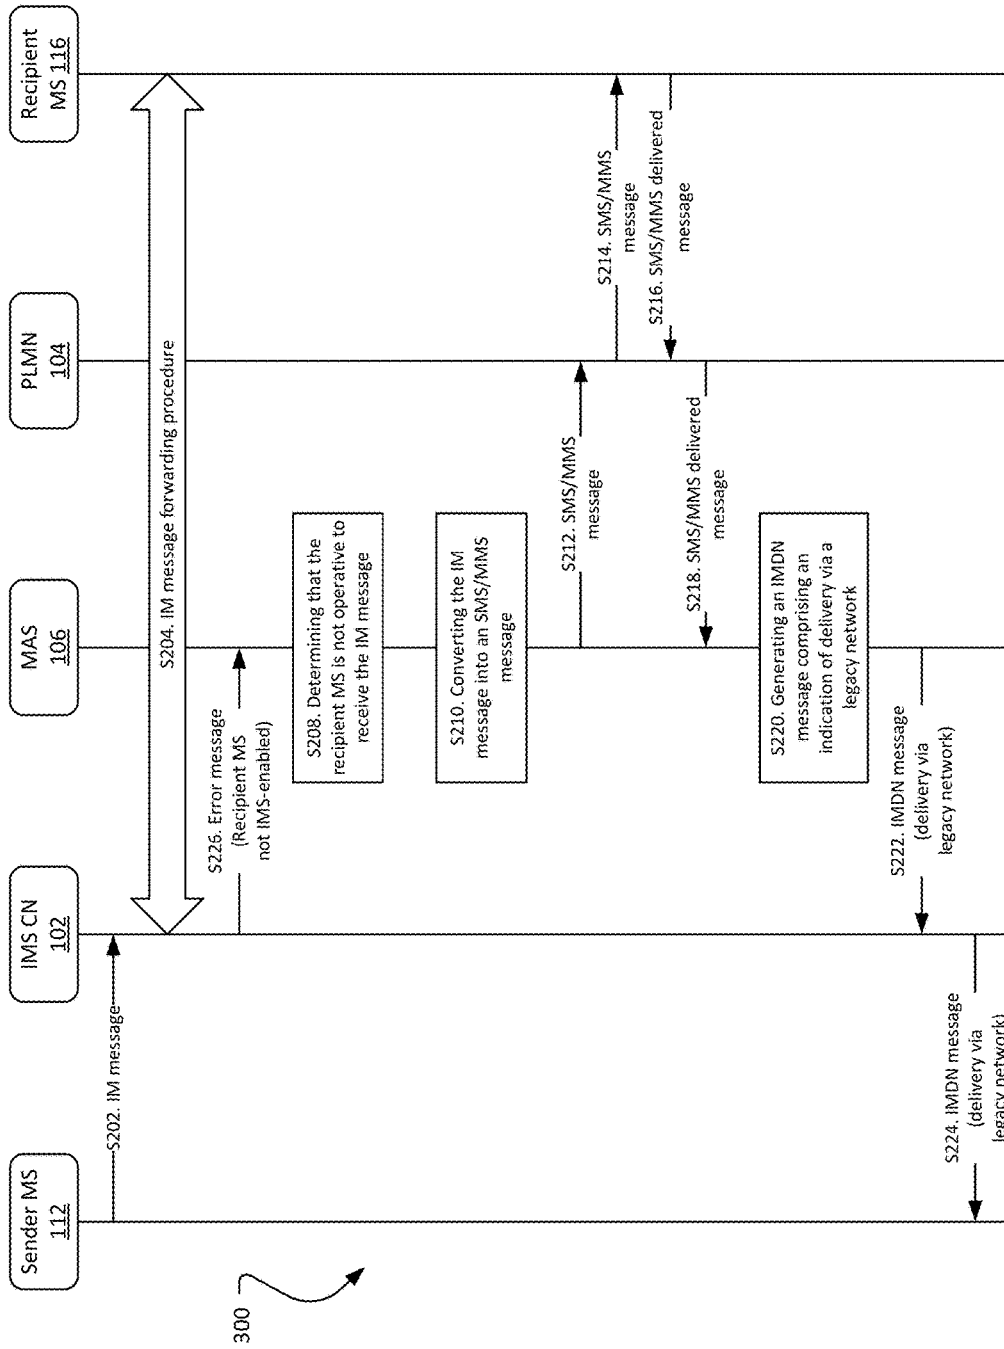 Sender MS
112
IMS CN
102
MAS
106
PLMN
104
Recipient
MS 116
S202. IM message
S204. IM message forwarding procedure
S226. Error message
(Recipient MS
not IMS-enabled)
S208. Determining that the
recipient MS is not operative to
receive the IM message
S210. Converting the IM
message into an SMS/MMS
message
S212. SMS/MMS
message
S214. SMS/MMS
message
S216. SMS/MMS delivered
message
S218. SMS/MMS delivered
message
S220. Generating an IMDN
message comprising an
indication of delivery via a
legacy network
S222. IMDN message
(delivery via
legacy network)
S224. IMDN message
(delivery via
legacy network)
300